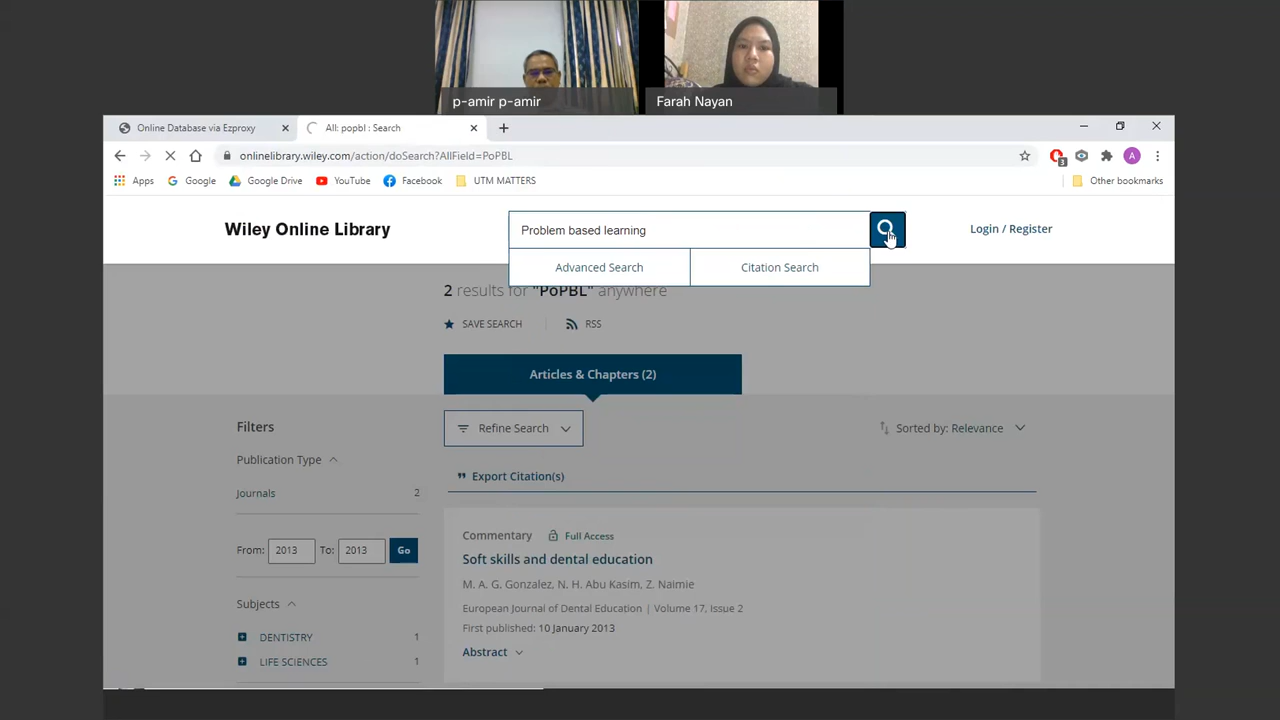 p-amir p-amir
Farah Nayan
Online Database via Ezproxy
All: popbl : Search
onlinelibrary.wiley.com/action/doSearch?AllField=PoPBL
3
A
Apps
Google
Google Drive
YouTube
Facebook
UTM MATTERS
Other bookmarks
Wiley Online Library
Problem based learning
Login / Register
Advanced Search
Citation Search
2 results for "PoPBL" anywhere
SAVE SEARCH
RSS
Articles & Chapters (2)
Filters
Refine Search
Sorted by: Relevance
Publication Type
Export Citation(s)
Journals 2
Commentary Full Access
From: 2013 To: 2013 Go
Soft skills and dental education
M. A. G. Gonzalez, N. H. Abu Kasim, Z. Naimie
Subjects
European Journal of Dental Education | Volume 17, Issue 2
First published: 10 January 2013
DENTISTRY 1
Abstract
LIFE SCIENCES 1